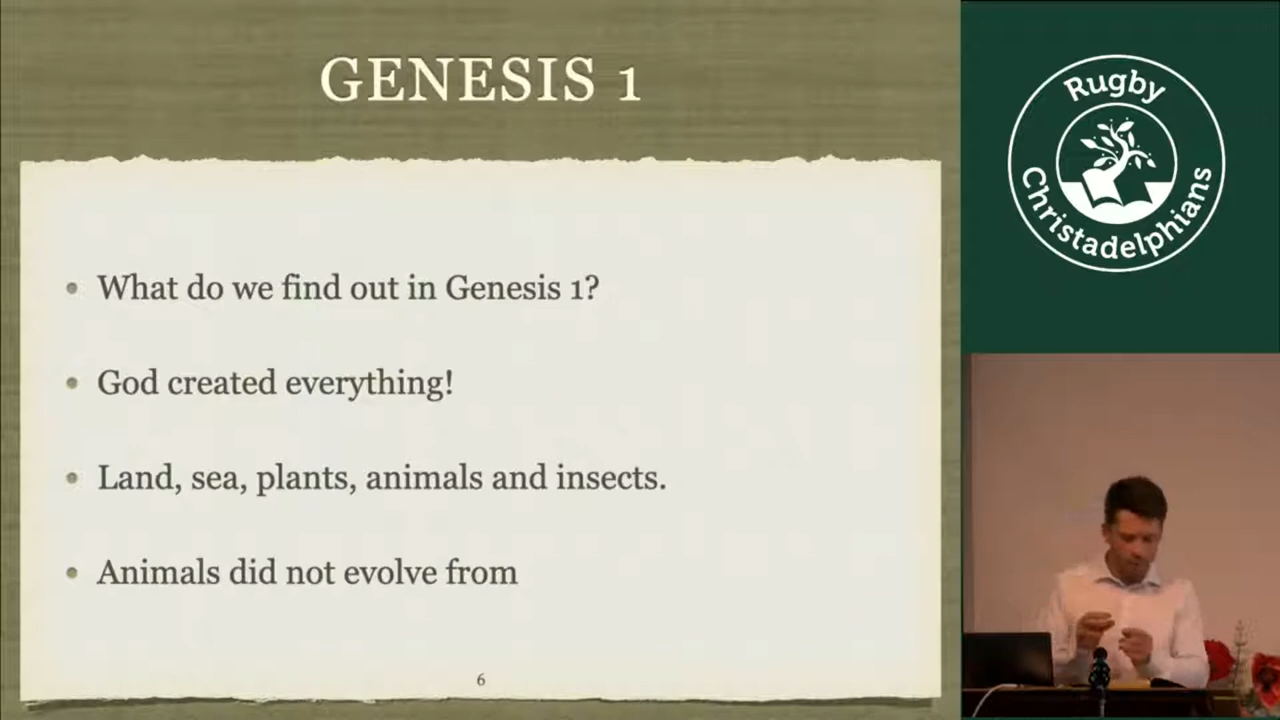 GENESIS 1
• What do we find out in Genesis 1?
• God created everything!
• Land, sea, plants, animals and insects.
• Animals did not evolve from
6
Rugby
Christadelphians